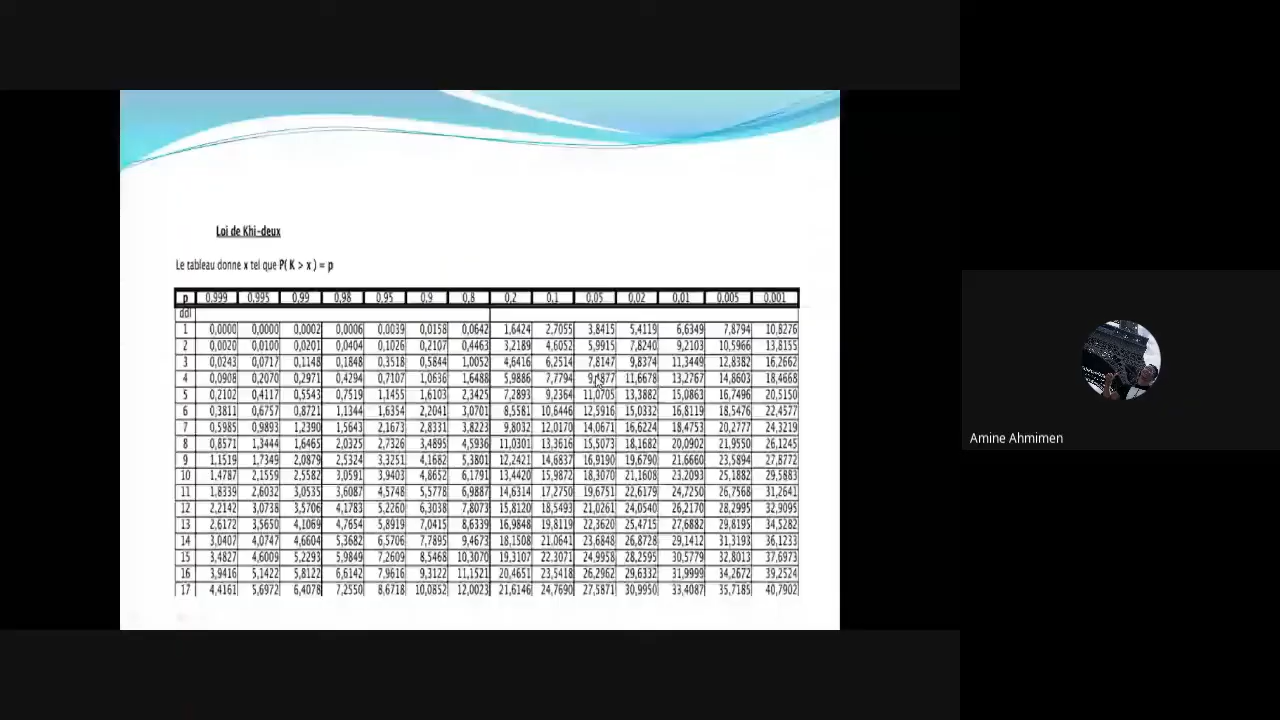 Loi de Khi-deux
Le tableau donne x tel que P( K > x ) = p
p 0,999 0,995 0,99 0,98 0,95 0,9 0,8 0,2 0,1 0,05 0,02 0,01 0,005 0,001
ddl
1 0,0000 0,0000 0,0002 0,0006 0,0039 0,0158 0,0642 1,6424 2,7055 3,8415 5,4119 6,6349 7,8794 10,8276
2 0,0020 0,0100 0,0201 0,0404 0,1026 0,2107 0,4463 3,2189 4,6052 5,9915 7,8240 9,2103 10,5966 13,8155
3 0,0243 0,0717 0,1148 0,1848 0,3518 0,5844 1,0052 4,6416 6,2514 7,8147 9,8374 11,3449 12,8382 16,2662
4 0,0908 0,2070 0,2971 0,4294 0,7107 1,0636 1,6488 5,9886 7,7794 11,6678 13,2767 14,8603 18,4668
5 0,2102 0,4117 0,5543 0,7519 1,1455 1,6103 2,3425 7,2893 9,2364 11,0705 13,3882 15,0863 16,7496 20,5150
6 0,3811 0,6757 0,8721 1,1344 1,6354 2,2041 3,0701 8,5581 10,6446 12,5916 15,0332 16,8119 18,5476 22,4577
7 0,5985 0,9893 1,2390 1,5643 2,1673 2,8331 3,8223 9,8032 12,0170 14,0671 16,6224 18,4753 20,2777 24,3219
8 0,8571 1,3444 1,6465 2,0325 2,7326 3,4895 4,5936 11,0301 13,3616 15,5073 18,1682 20,0902 21,9550 26,1245
9 1,1519 1,7349 2,0879 2,5324 3,3251 4,1682 5,3801 12,2421 14,6837 16,9190 19,6790 21,6660 23,5894 27,8772
10 1,4787 2,1559 2,5582 3,0591 3,9403 4,8652 6,1791 13,4420 15,9872 18,3070 21,1608 23,2093 25,1882 29,5883
11 1,8339 2,6032 3,0535 3,6087 4,5748 5,5778 6,9887 14,6314 17,2750 19,6751 22,6179 24,7250 26,7568 31,2641
12 2,2142 3,0738 3,5706 4,1783 5,2260 6,3038 7,8073 15,8120 18,5493 21,0261 24,0540 26,2170 28,2995 32,9095
13 2,6172 3,5650 4,1069 4,7654 5,8919 7,0415 8,6339 16,9848 19,8119 22,3620 25,4715 27,6882 29,8195 34,5282
14 3,0407 4,0747 4,6604 5,3682 6,5706 7,7895 9,4673 18,1508 21,0641 23,6848 26,8728 29,1412 31,3193 36,1233
15 3,4827 4,6009 5,2293 5,9849 7,2609 8,5468 10,3070 19,3107 22,3071 24,9958 28,2595 30,5779 32,8013 37,6973
16 3,9416 5,1422 5,8122 6,6142 7,9616 9,3122 11,1521 20,4651 23,5418 26,2962 29,6332 31,9999 34,2672 39,2524
17 4,4161 5,6972 6,4078 7,2550 8,6718 10,0852 12,0023 21,6146 24,7690 27,5871 30,9950 33,4087 35,7185 40,7902
Amine Ahmimen